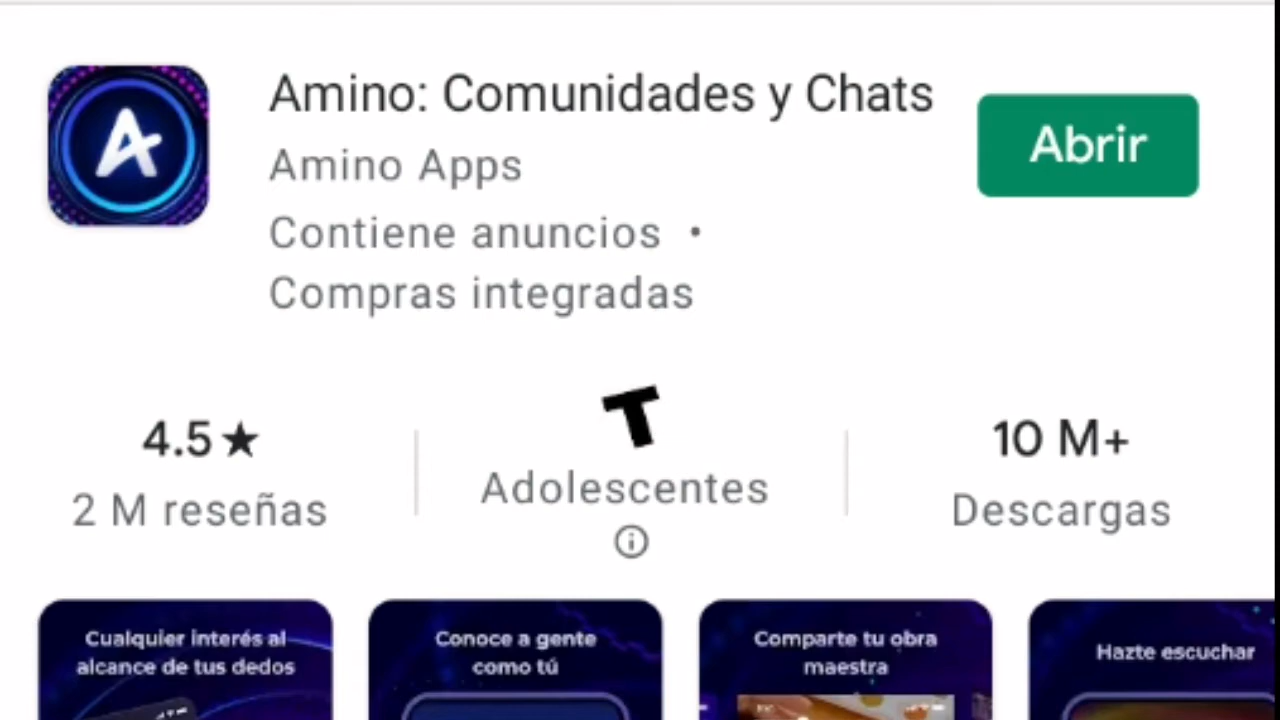 Amino: Comunidades y Chats
Amino Apps
Contiene anuncios •
Compras integradas
Abrir
4.5★
2 M reseñas
T
Adolescentes
10 M+
Descargas
Cualquier interés al
alcance de tus dedos
Conoce a gente
como tú
Comparte tu obra
maestra
Hazte escuchar